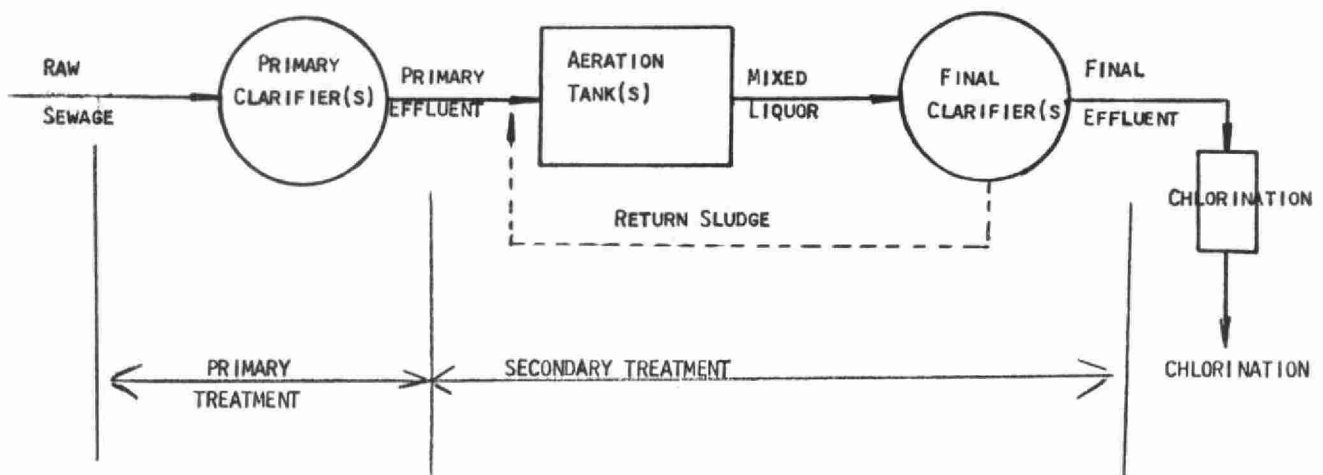 RAW
SEWAGE
PRIMARY
CLARIFIER(S)
PRIMARY
EFFLUENT
AERATION
TANK(S)
MIXED
LIQUOR
FINAL
CLARIFIER(S)
FINAL
EFFLUENT
CHLORINATION
RETURN SLUDGE
PRIMARY
TREATMENT
SECONDARY TREATMENT
CHLORINATION